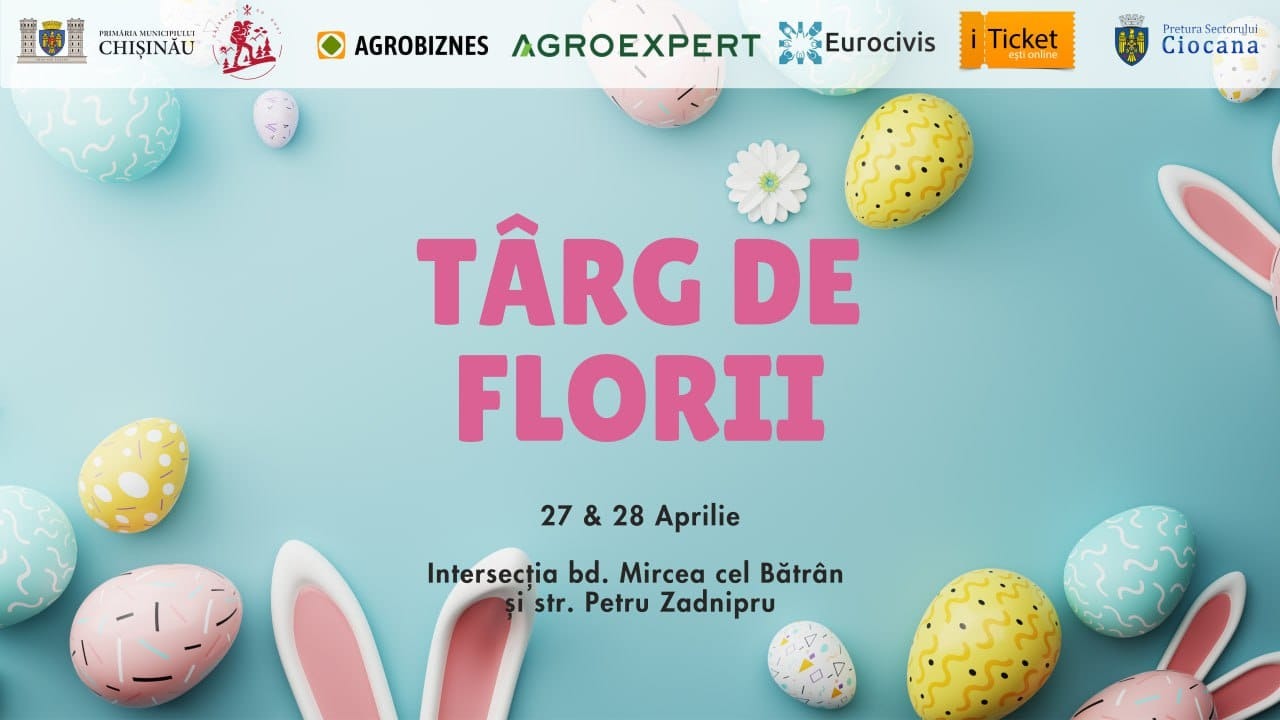 PRIMĂRIA MUNICIPIULUI
CHIȘINĂU
AGROBIZNES
AGROEXPERT
Eurocivis
i Ticket
ești online
Pretura Sectorului
Ciocana
TÂRG DE
FLORII
27 & 28 Aprilie
Intersecția bd. Mircea cel Bătrân
și str. Petru Zadnipru